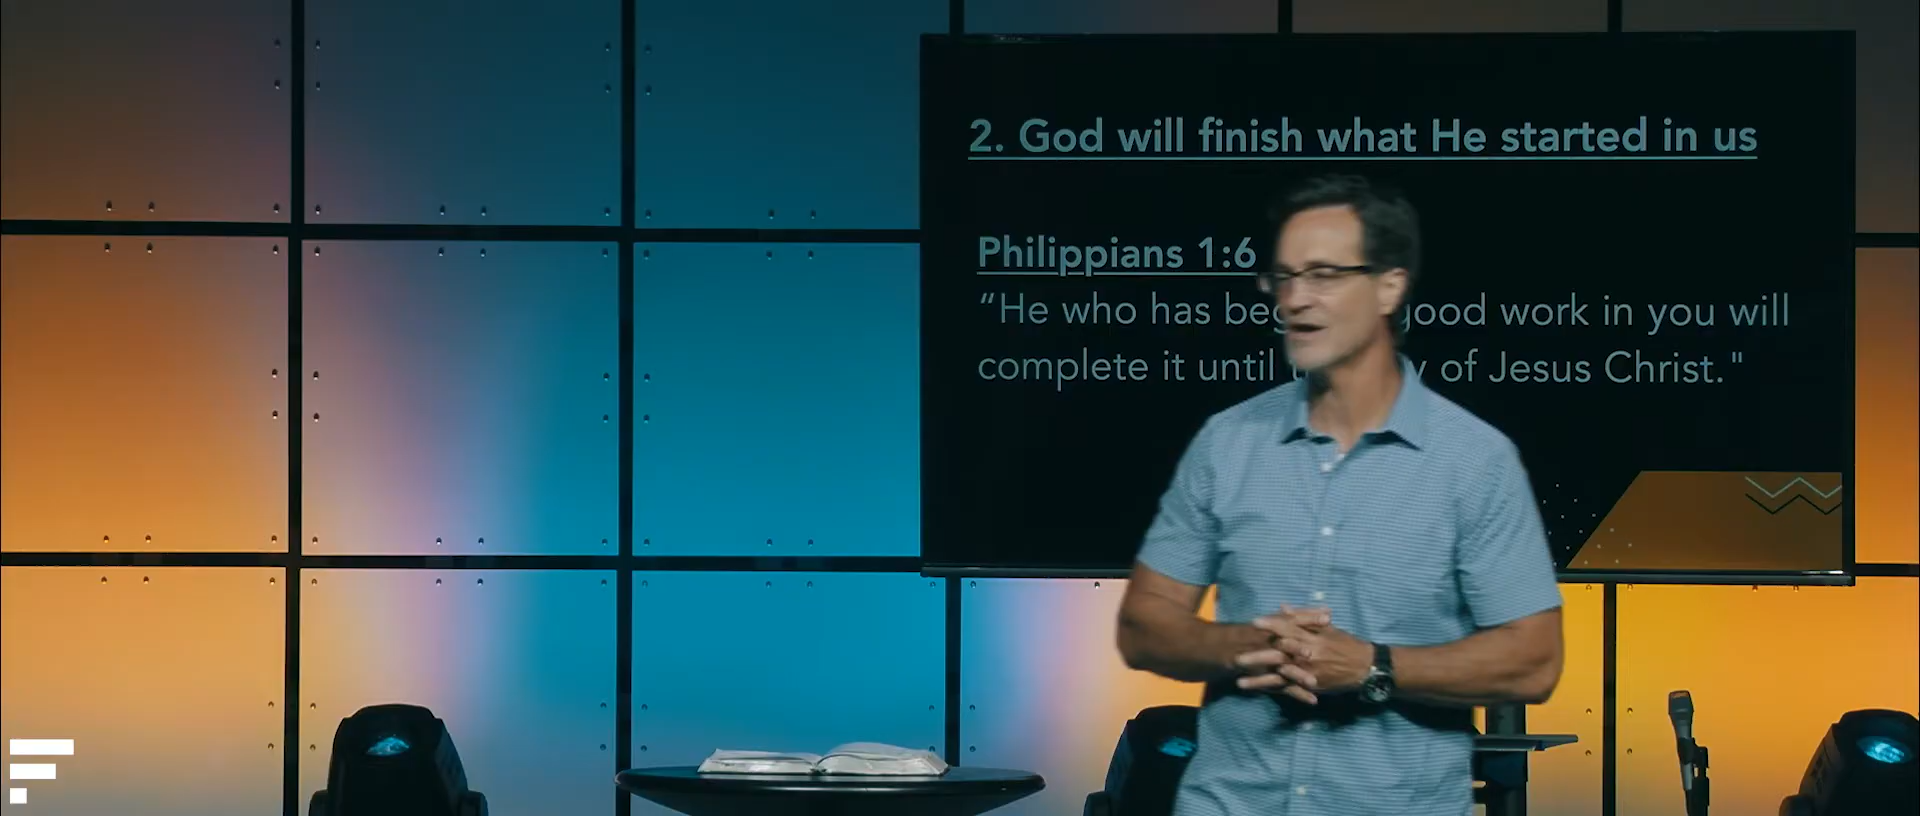 2. God will finish what He started in us
Philippians 1:6
“He who has good work in you will
complete it until of Jesus Christ."